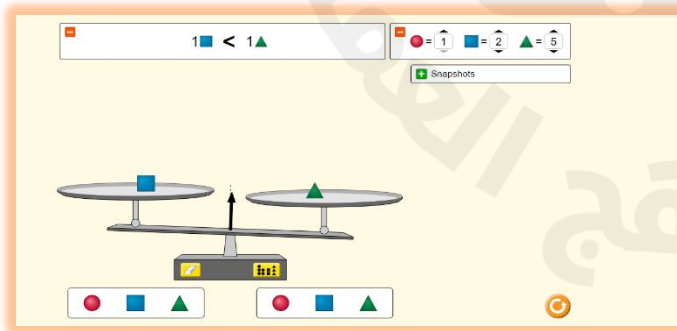 1■ < 1▲
●= 1 ■= 2 ▲= 5
Snapshots